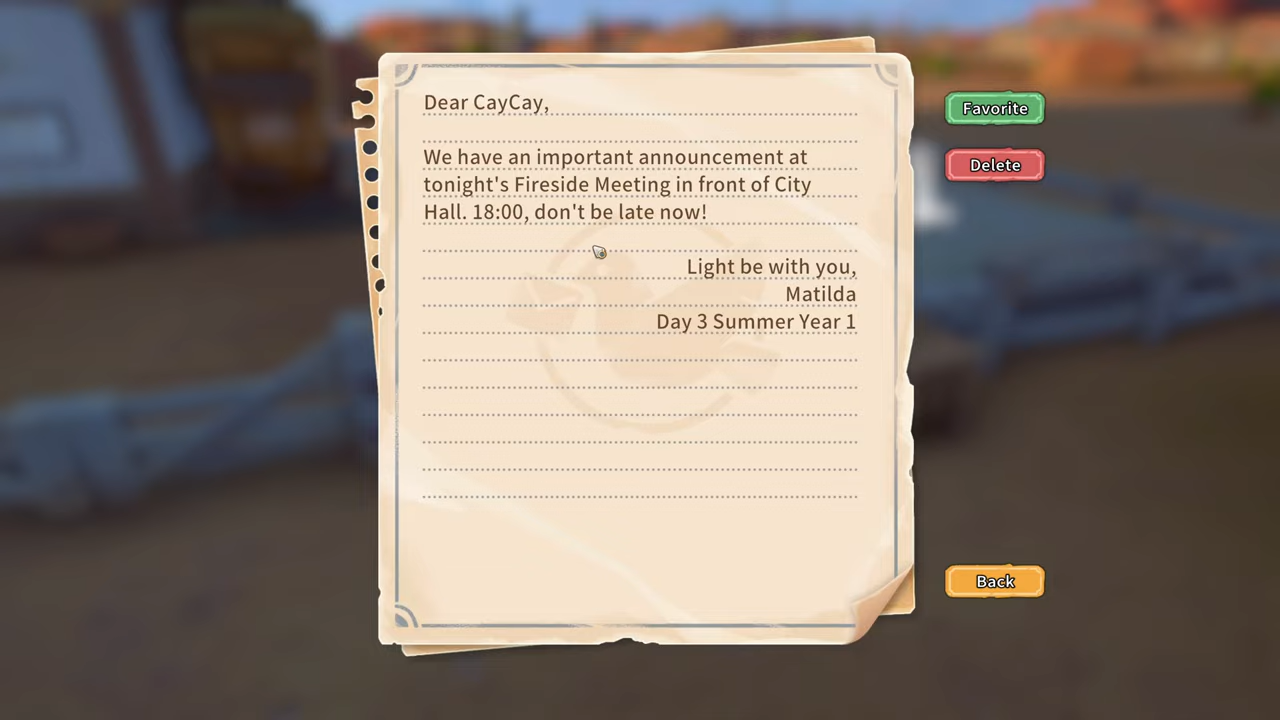 Dear CayCay,
We have an important announcement at
tonight's Fireside Meeting in front of City
Hall. 18:00, don't be late now!
Light be with you,
Matilda
Day 3 Summer Year 1
Favorite
Delete
Back